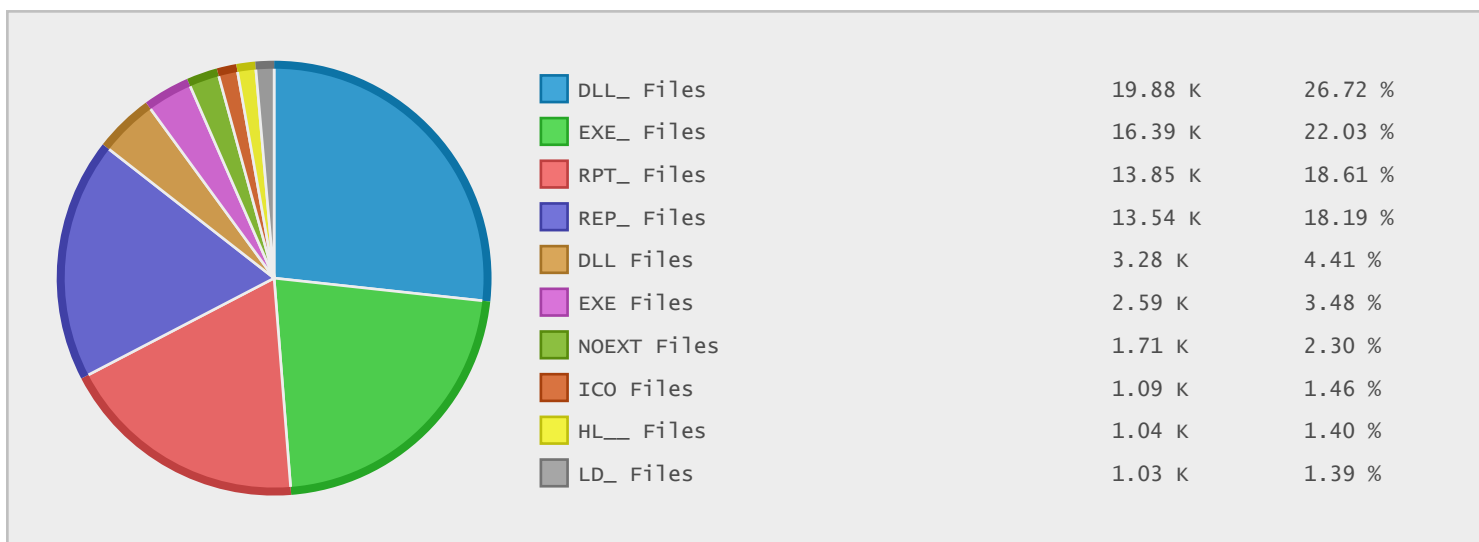 DLL_ Files 19.88 K 26.72 %
EXE_ Files 16.39 K 22.03 %
RPT_ Files 13.85 K 18.61 %
REP_ Files 13.54 K 18.19 %
DLL Files 3.28 K 4.41 %
EXE Files 2.59 K 3.48 %
NOEXT Files 1.71 K 2.30 %
ICO Files 1.09 K 1.46 %
HL__ Files 1.04 K 1.40 %
LD_ Files 1.03 K 1.39 %